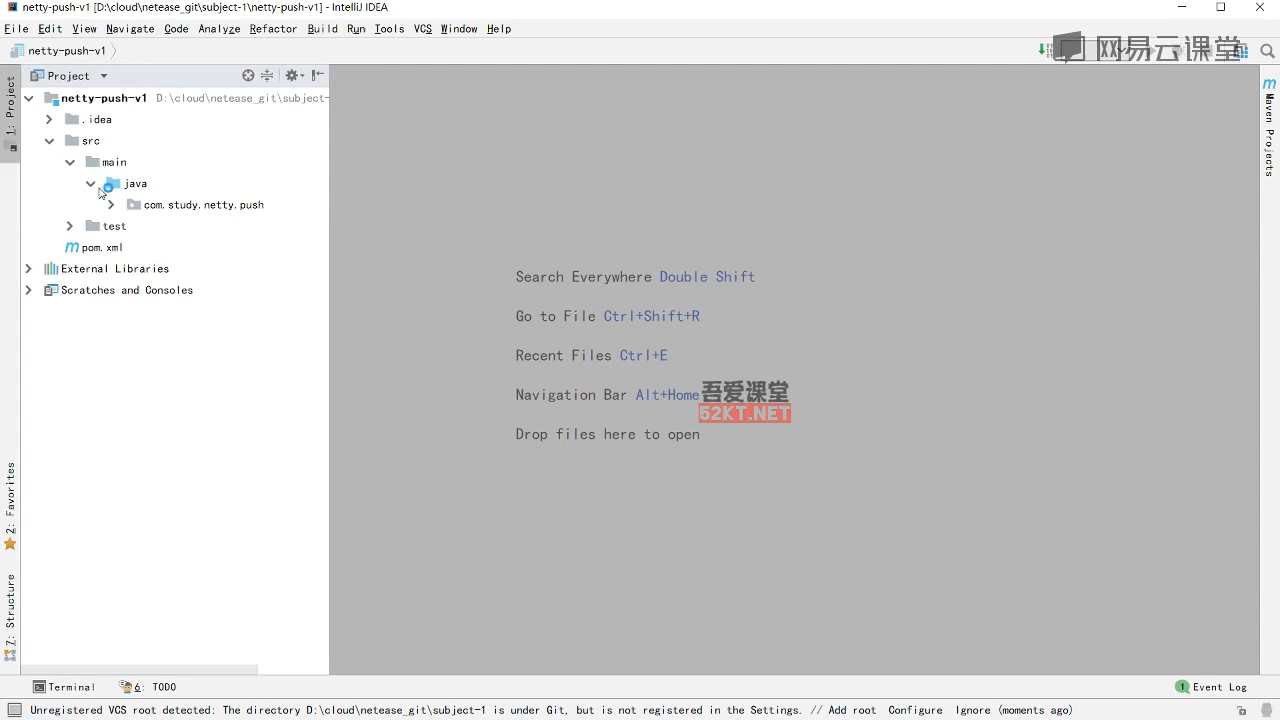 netty-push-v1 [D:\cloud\netease_git\subject-1\netty-push-v1] - IntelliJ IDEA
File Edit View Navigate Code Analyze Refactor Build Run Tools VCS Window Help
netty-push-v1
网易云课堂
Project
1: Project
netty-push-v1 D:\cloud\netease_git\subject-
.idea
src
main
java
com.study.netty.push
test
pom.xml
External Libraries
Scratches and Consoles
Maven Projects
Search Everywhere Double Shift
Go to File Ctrl+Shift+R
Recent Files Ctrl+E
Navigation Bar Alt+Home
吾爱课堂
52KT.NET
Drop files here to open
2: Favorites
7: Structure
Terminal 6: TODO
1 Event Log
Unregistered VCS root detected: The directory D:\cloud\netease_git\subject-1 is under Git, but is not registered in the Settings. // Add root Configure Ignore (moments ago)